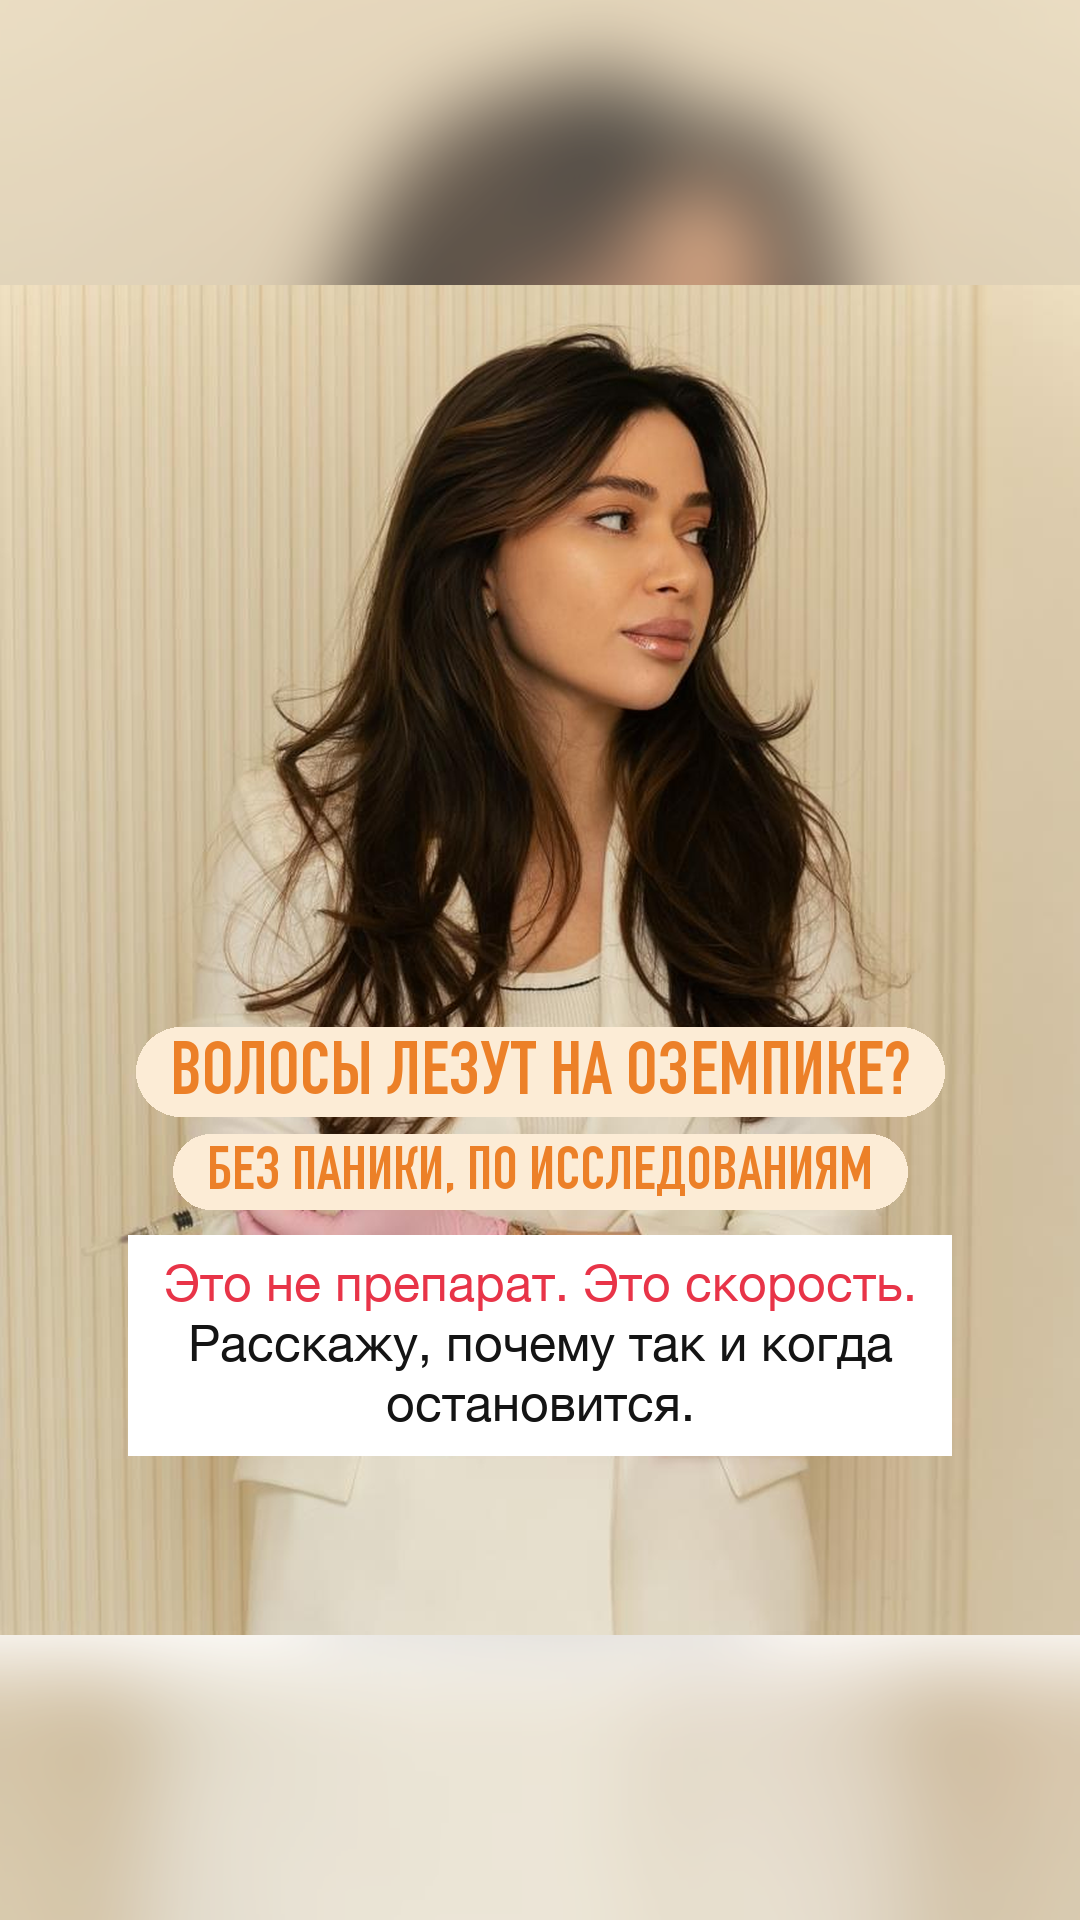 ВОЛОСЫ ЛЕЗУТ НА ОЗЕМПИКЕ?
БЕЗ ПАНИКИ, ПО ИССЛЕДОВАНИЯМ
Это не препарат. Это скорость.
Расскажу, почему так и когда
остановится.